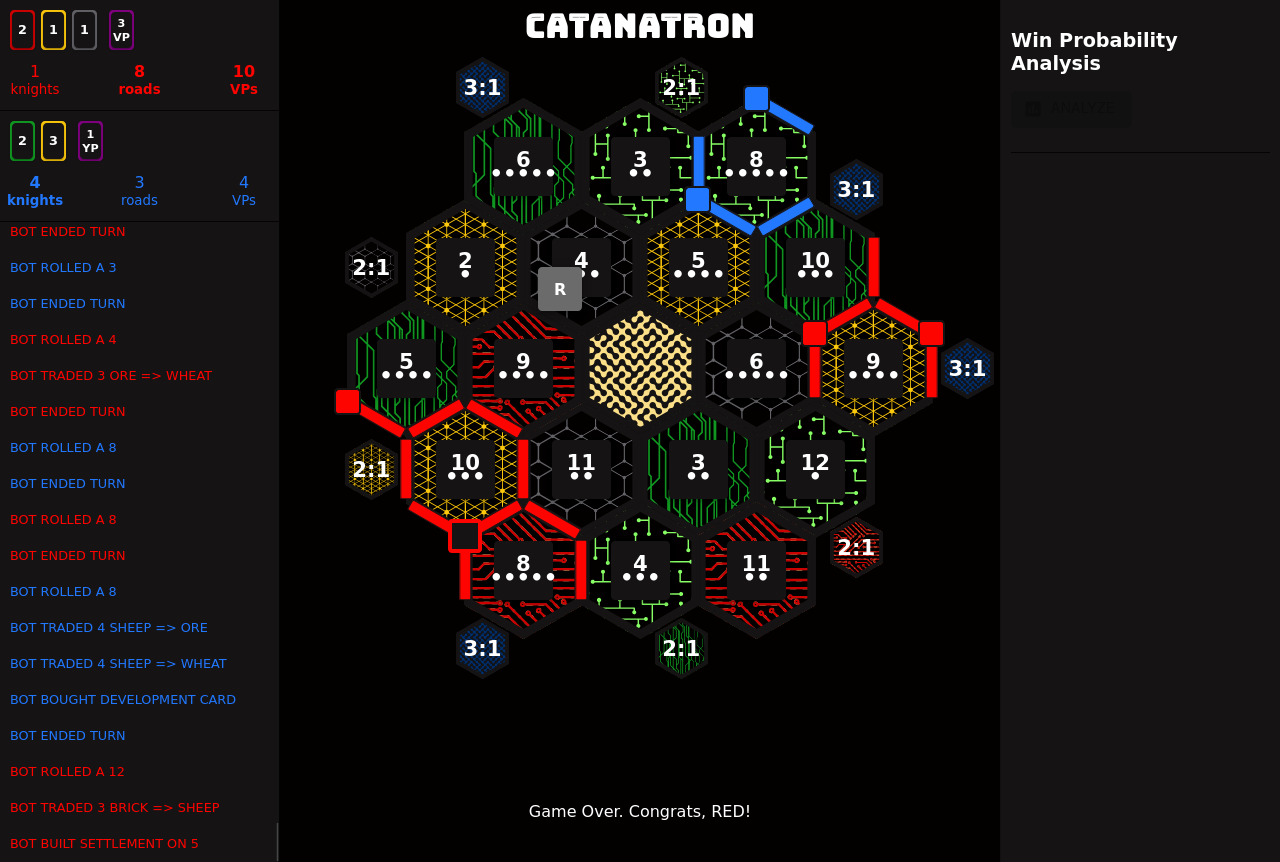 CATANATRON
2 1 1 3 VP
1 8 10
knights roads VPs
2 3 1 YP
4 3 4
knights roads VPs
BOT ENDED TURN
BOT ROLLED A 3
BOT ENDED TURN
BOT ROLLED A 4
BOT TRADED 3 ORE => WHEAT
BOT ENDED TURN
BOT ROLLED A 8
BOT ENDED TURN
BOT ROLLED A 8
BOT ENDED TURN
BOT ROLLED A 8
BOT TRADED 4 SHEEP => ORE
BOT TRADED 4 SHEEP => WHEAT
BOT BOUGHT DEVELOPMENT CARD
BOT ENDED TURN
BOT ROLLED A 12
BOT TRADED 3 BRICK => SHEEP
BOT BUILT SETTLEMENT ON 5
3:1 2:1
6 3 8
3:1
2:1 2 4 5 10
R
5 9 6 9 3:1
2:1 10 11 3 12
2:1
8 4 11
3:1 2:1
Game Over. Congrats, RED!
Win Probability
Analysis
ANALYZE